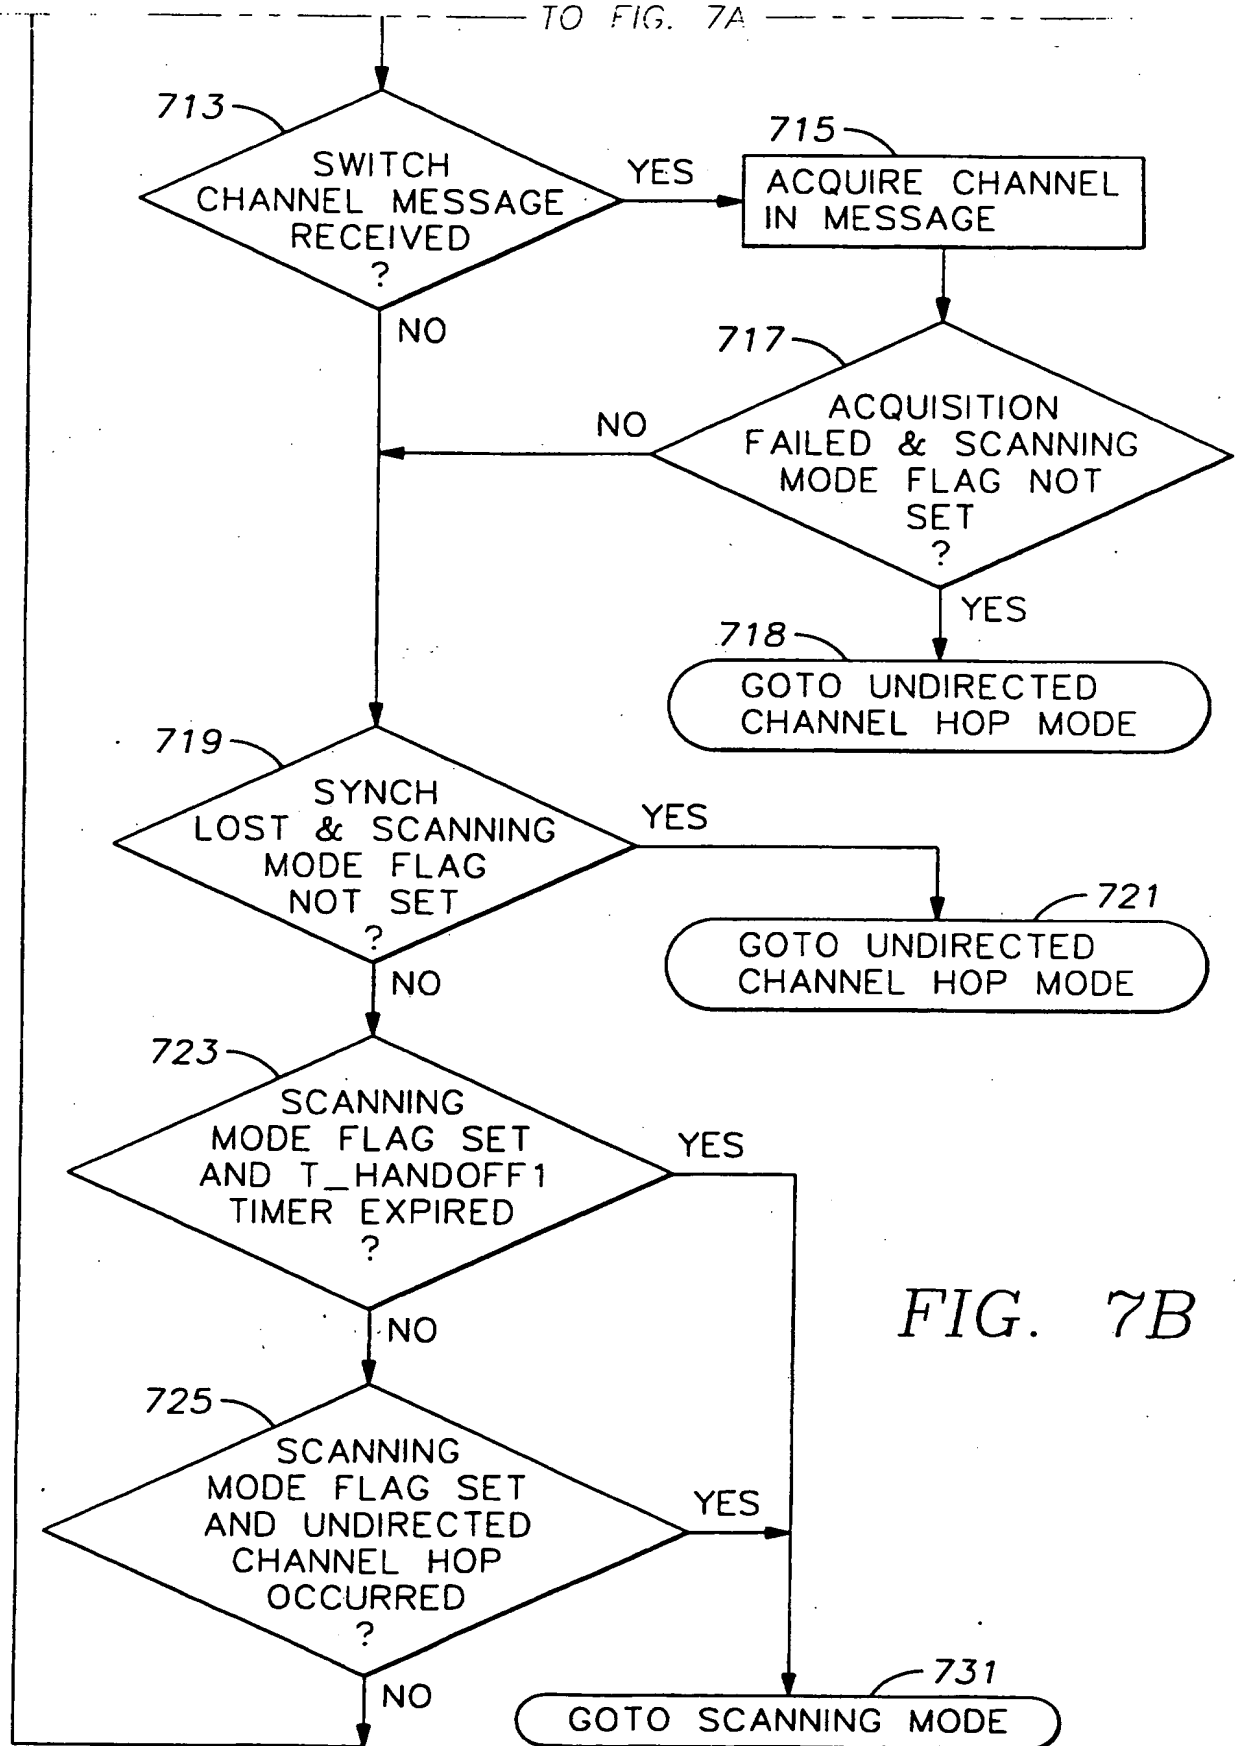 TO FIG. 7A
713
SWITCH
CHANNEL MESSAGE
RECEIVED
?
YES
NO
715
ACQUIRE CHANNEL
IN MESSAGE
717
ACQUISITION
FAILED & SCANNING
MODE FLAG NOT
SET
?
NO
YES
718
GOTO UNDIRECTED
CHANNEL HOP MODE
719
SYNCH
LOST & SCANNING
MODE FLAG
NOT SET
?
YES
NO
721
GOTO UNDIRECTED
CHANNEL HOP MODE
723
SCANNING
MODE FLAG SET
AND T_HANDOFF1
TIMER EXPIRED
?
YES
NO
FIG. 7B
725
SCANNING
MODE FLAG SET
AND UNDIRECTED
CHANNEL HOP
OCCURRED
?
YES
NO
731
GOTO SCANNING MODE